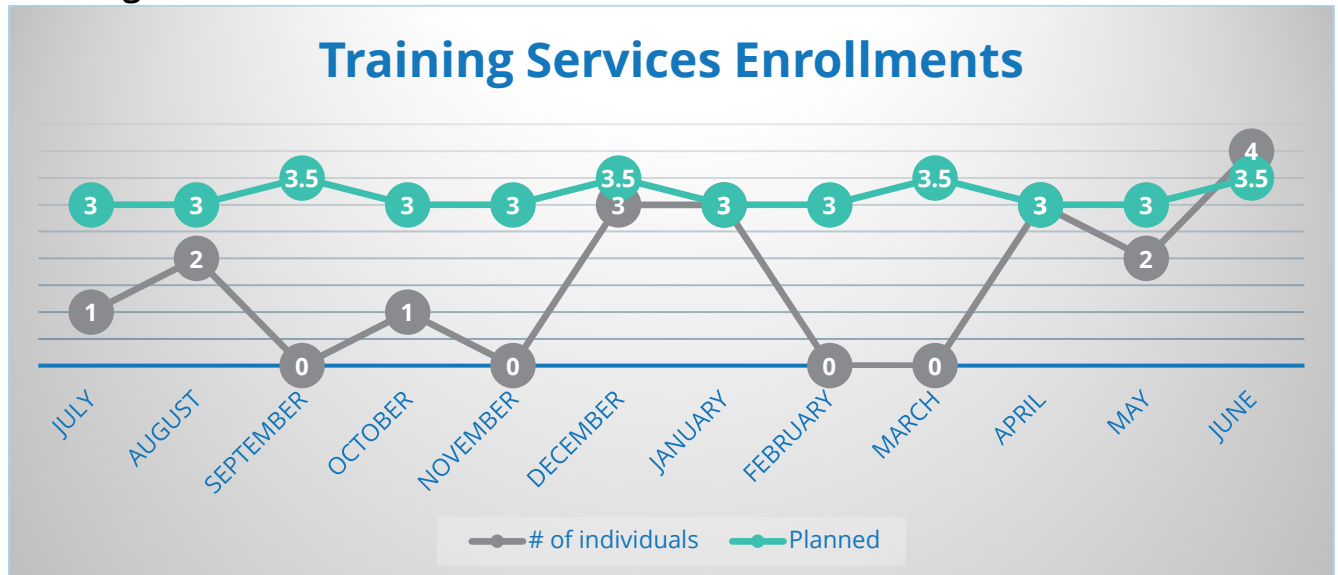 Training Services Enrollments
4
3.5 3.5 3.5 3.5
3 3 3 3 3 3 3 3 3
2 2
1 1
0 0 0 0
JULY AUGUST SEPTEMBER OCTOBER NOVEMBER DECEMBER JANUARY FEBRUARY MARCH APRIL MAY JUNE
# of individuals Planned